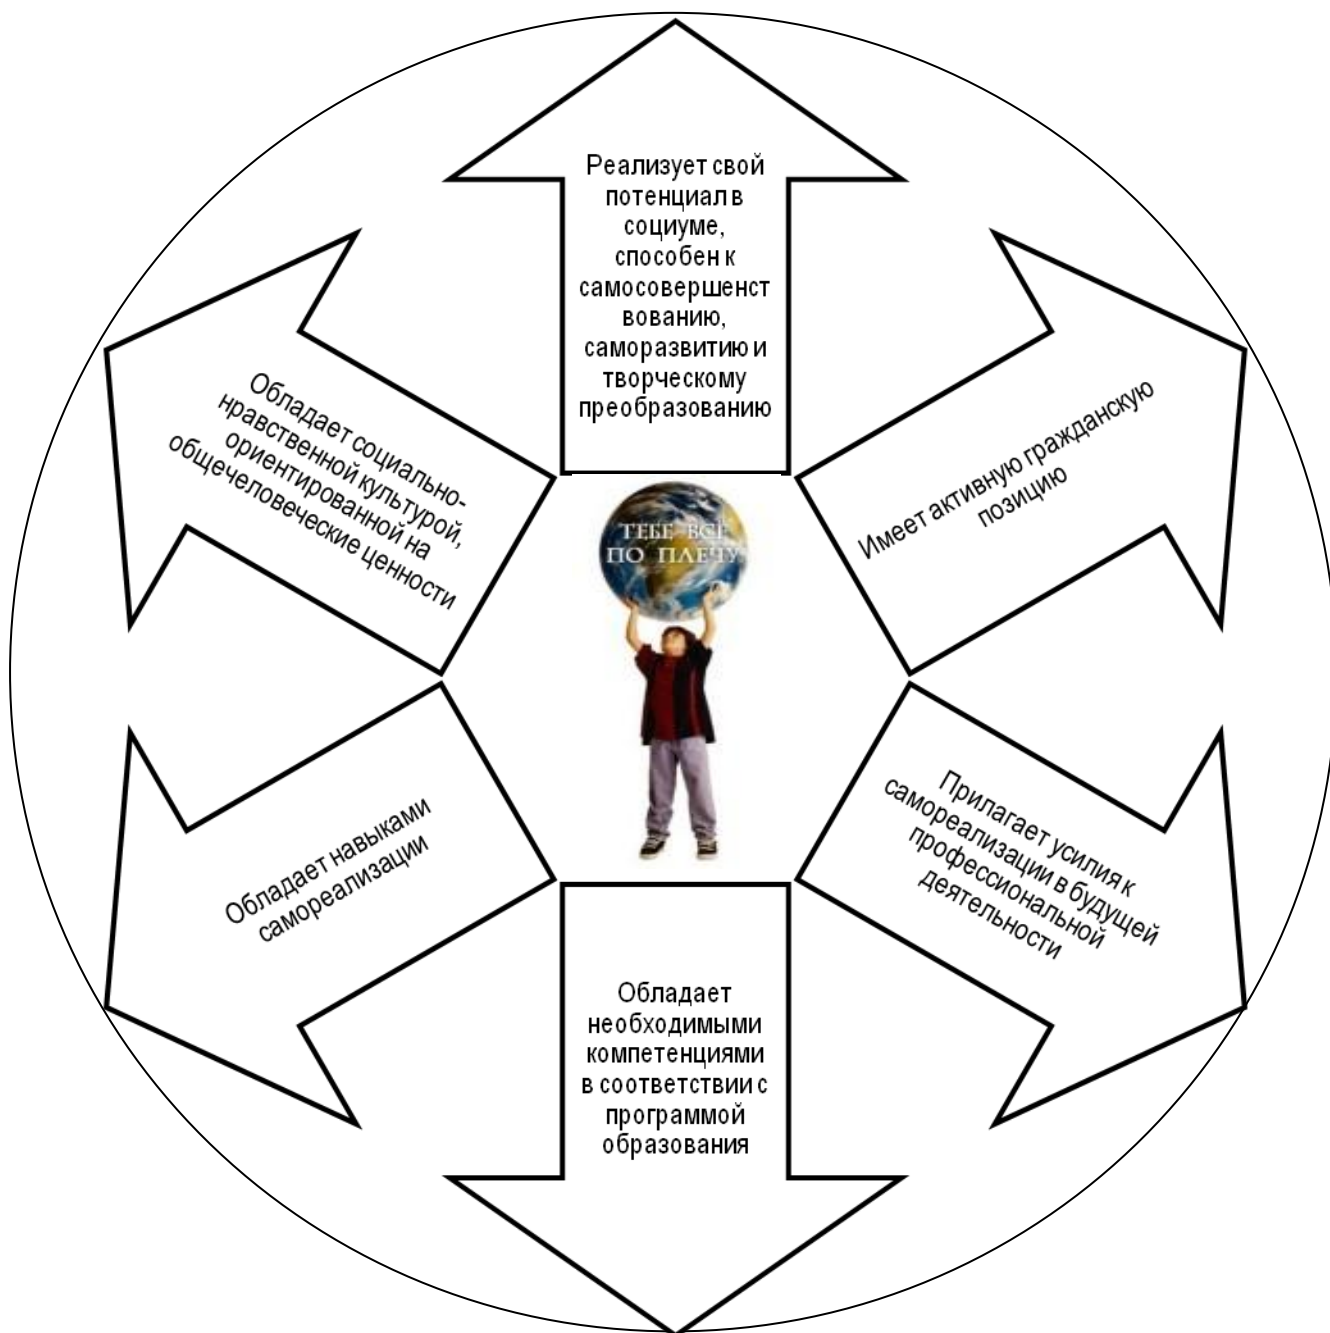 Реализует свой
потенциал в
социуме,
способен к
самосовершенст
вованию,
саморазвитию и
творческому
преобразованию
Имеет активную гражданскую
позицию
Прилагает усилия к
самореализации в будущей
профессиональной
деятельности
Обладает
необходимыми
компетенциями
в соответствии с
программой
образования
Обладает навыками
самореализации
Обладает социально-
нравственной культурой,
ориентированной на
общечеловеческие ценности
ТЕБЕ ВСЕ
ПО ПЛЕЧУ